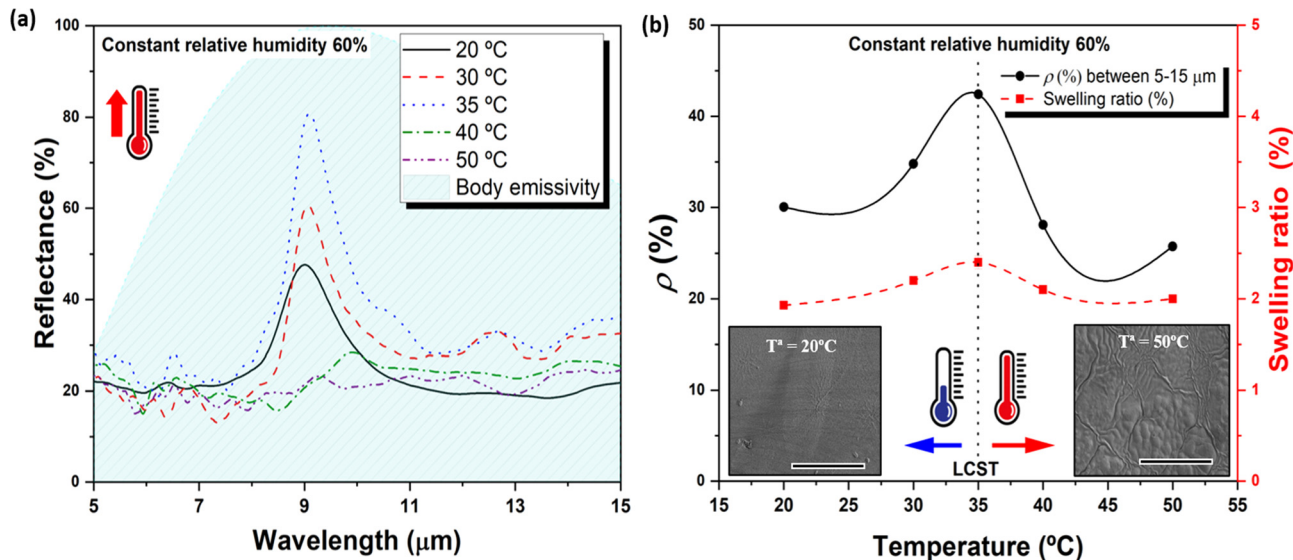 (a)
Constant relative humidity 60%
20 ºC
30 ºC
35 ºC
40 ºC
50 ºC
Body emissivity
Reflectance (%)
100
80
60
40
20
0
5
7
9
11
13
15
Wavelength (μm)
(b)
Constant relative humidity 60%
ρ (%) between 5-15 μm
Swelling ratio (%)
ρ (%)
50
40
30
20
10
0
Swelling ratio (%)
5
4
3
2
1
0
Tª = 20ºC
Tª = 50ºC
LCST
15
20
25
30
35
40
45
50
55
Temperature (ºC)